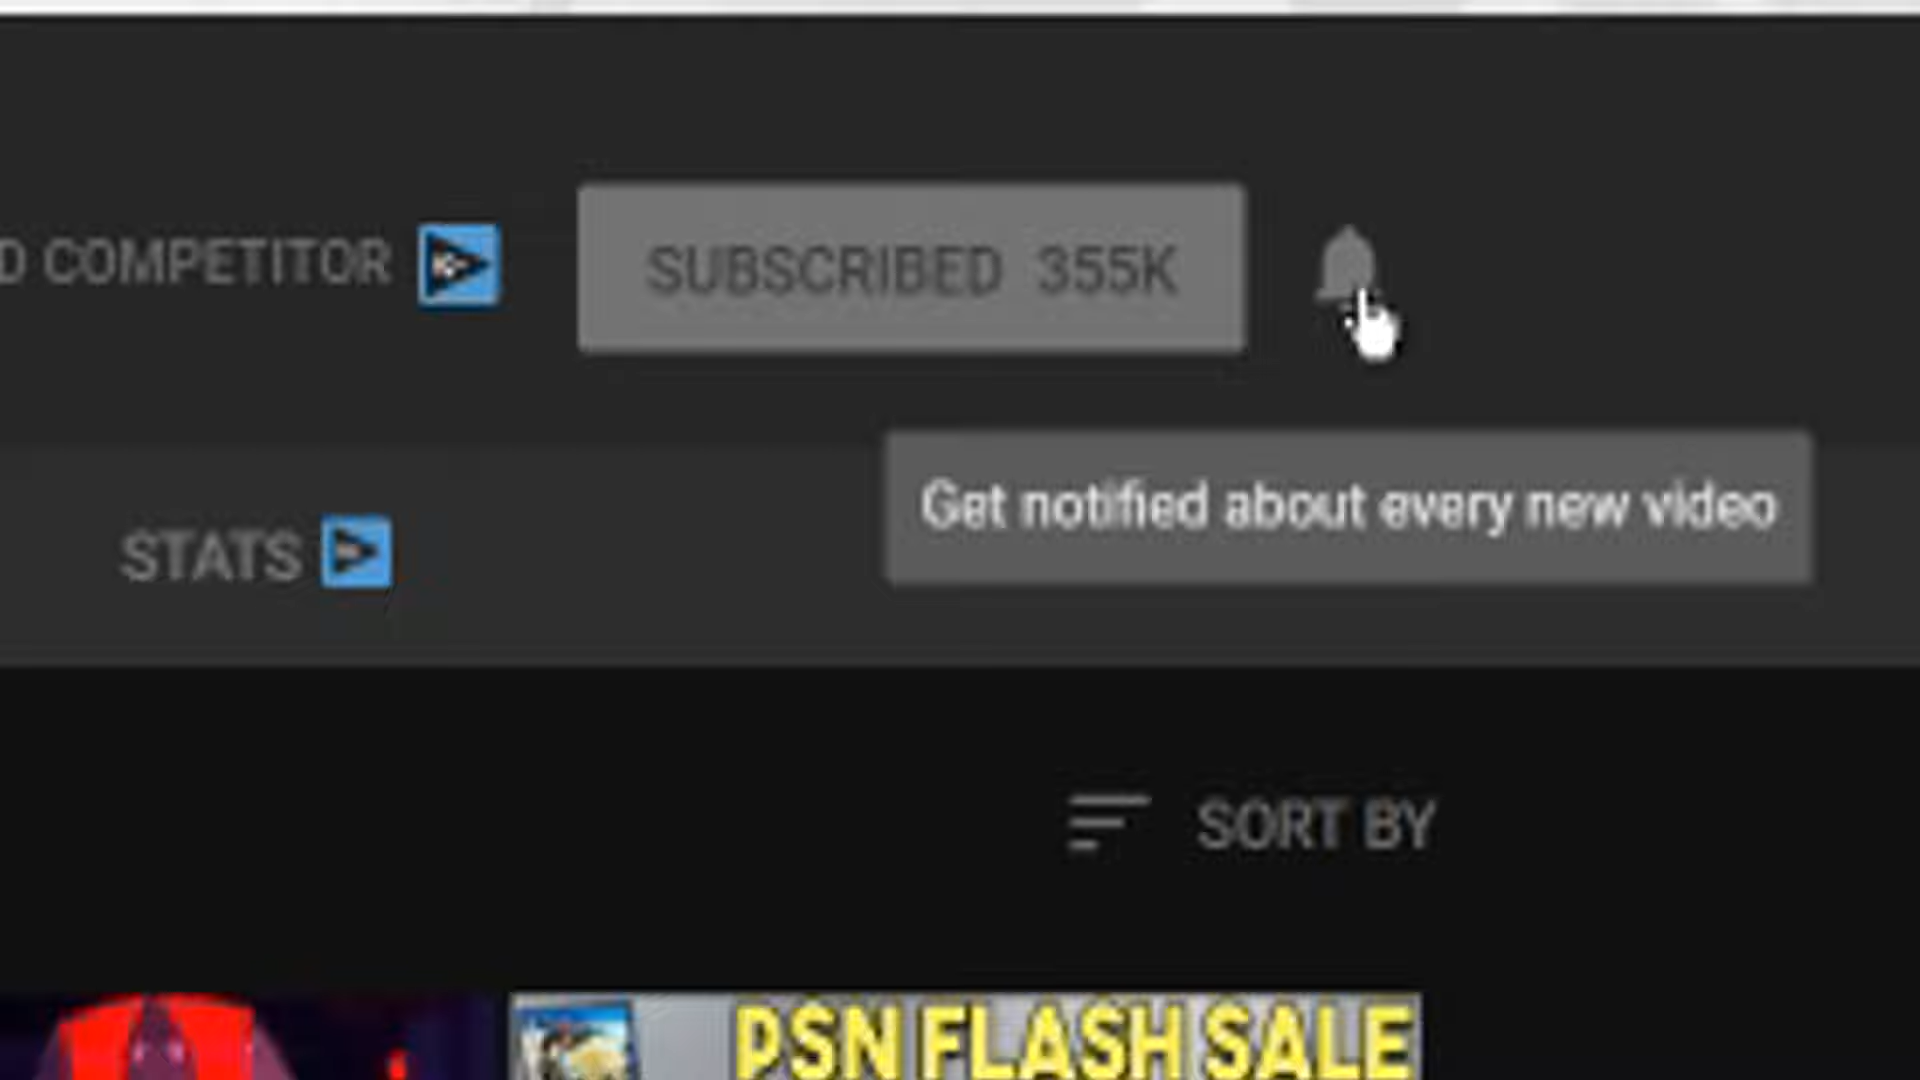 D COMPETITOR
SUBSCRIBED 355K
Get notified about every new video
STATS
SORT BY
PSN FLASH SALE